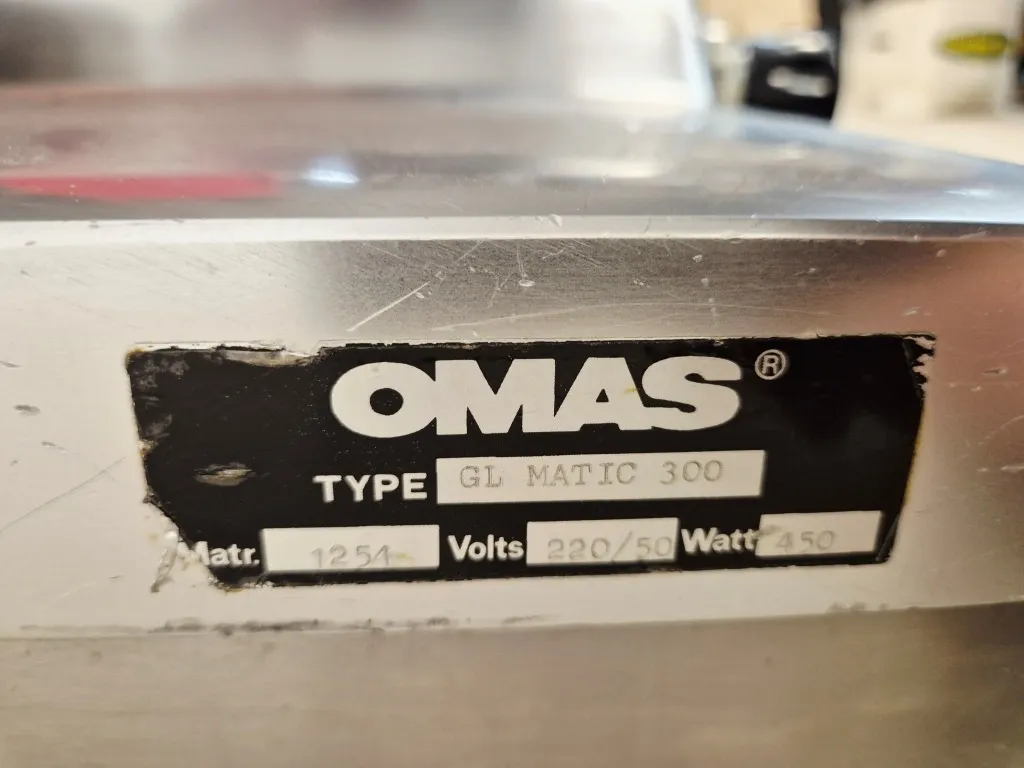 OMAS®
TYPE GL MATIC 300
Matr. 1254 Volts 220/50 Watt 450